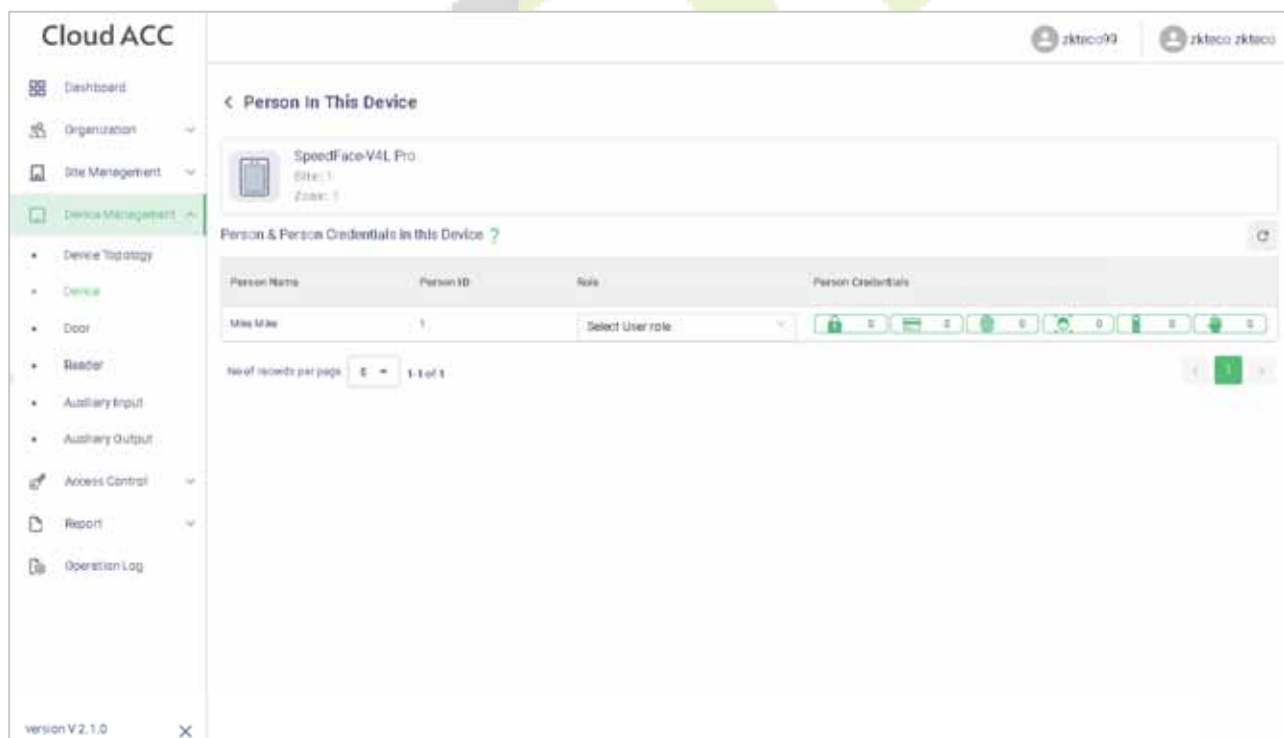 Cloud ACC
zkteco99
zkteco zkteco
Dashboard
Organization
Site Management
Device Management
Device Topology
Device
Door
Reader
Auxiliary Input
Auxiliary Output
Access Control
Report
Operation Log
version V 2.1.0
< Person In This Device
SpeedFace-V4L Pro
Site: 1
Zone: 1
Person & Person Credentials in this Device ?
Person Name Person ID Role Person Credentials
Mike Mike 1 Select User role 0
No of records per page 1-1 of 1 < 1 >